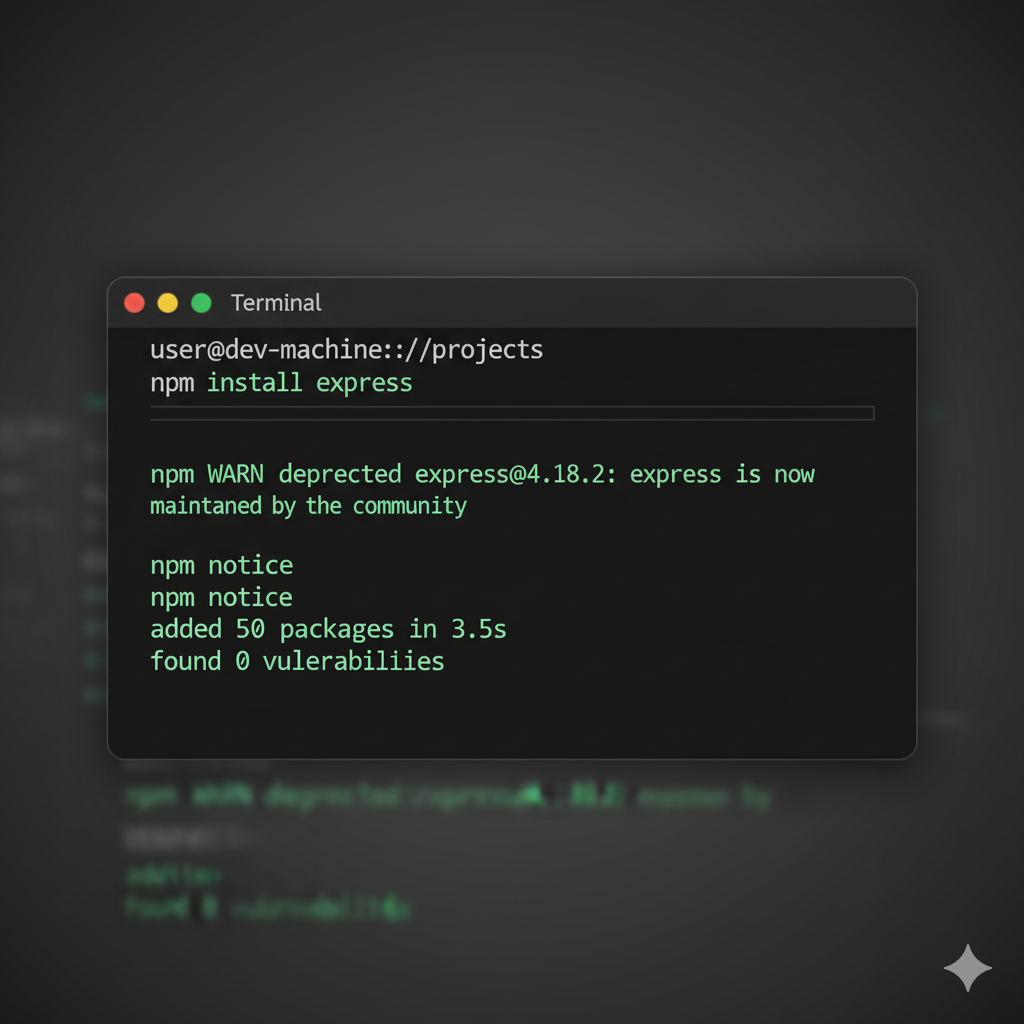 Terminal
user@dev-machine:://projects
npm install express
npm WARN deprected express@4.18.2: express is now
maintaned by the community
npm notice
npm notice
added 50 packages in 3.5s
found 0 vulerabiliies